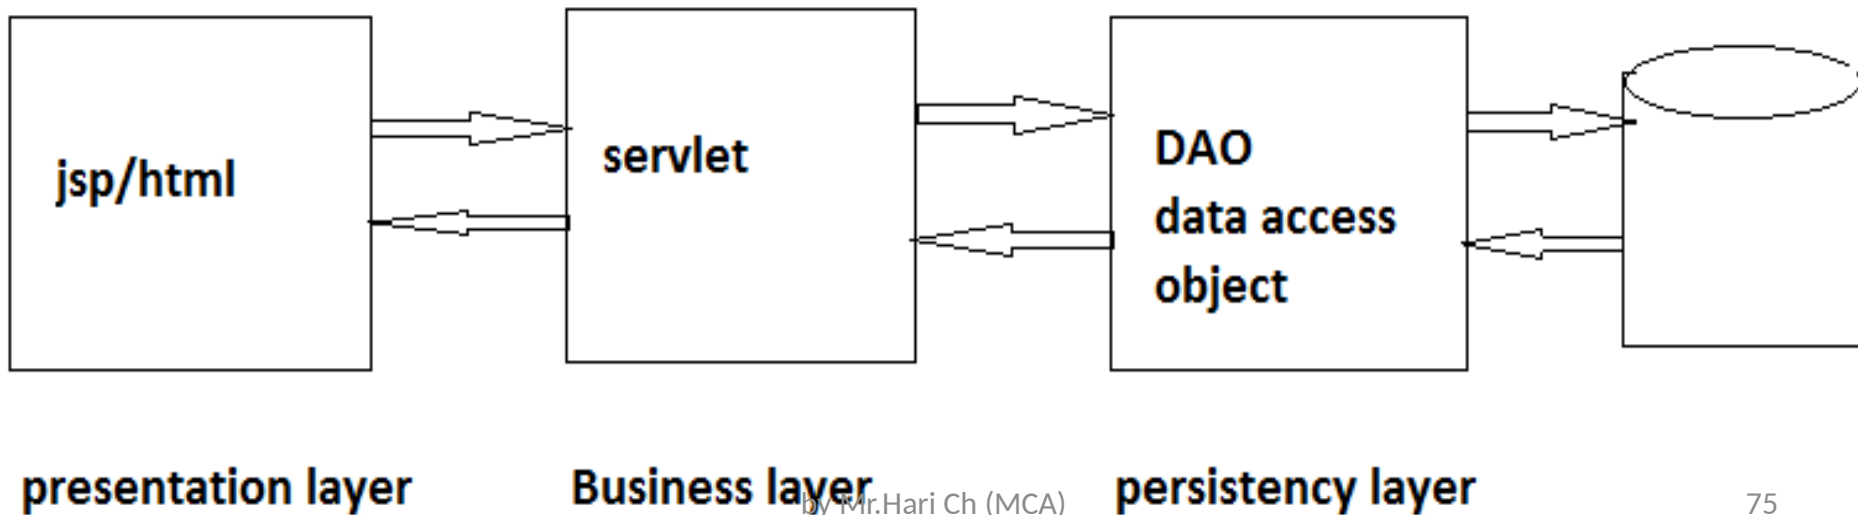 jsp/html
servlet
DAO
data access
object
presentation layer
Business layer
persistency layer
by Mr.Hari Ch (MCA)
75